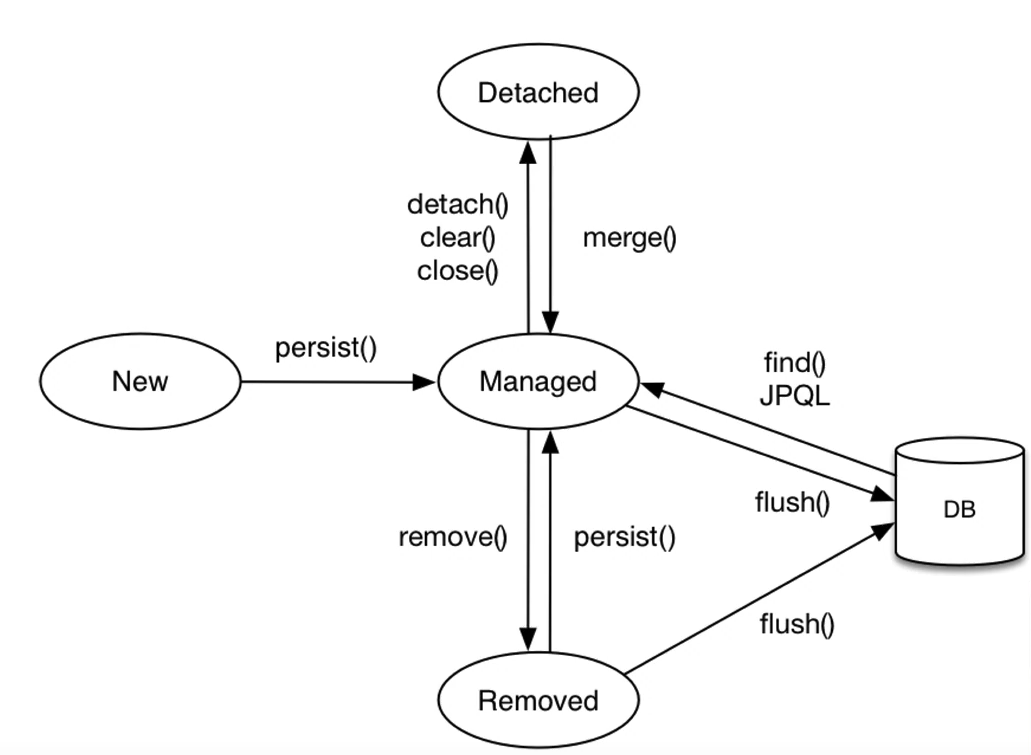 Detached
detach()
clear()
close()
merge()
New
persist()
Managed
find()
JPQL
flush()
DB
remove()
persist()
flush()
Removed